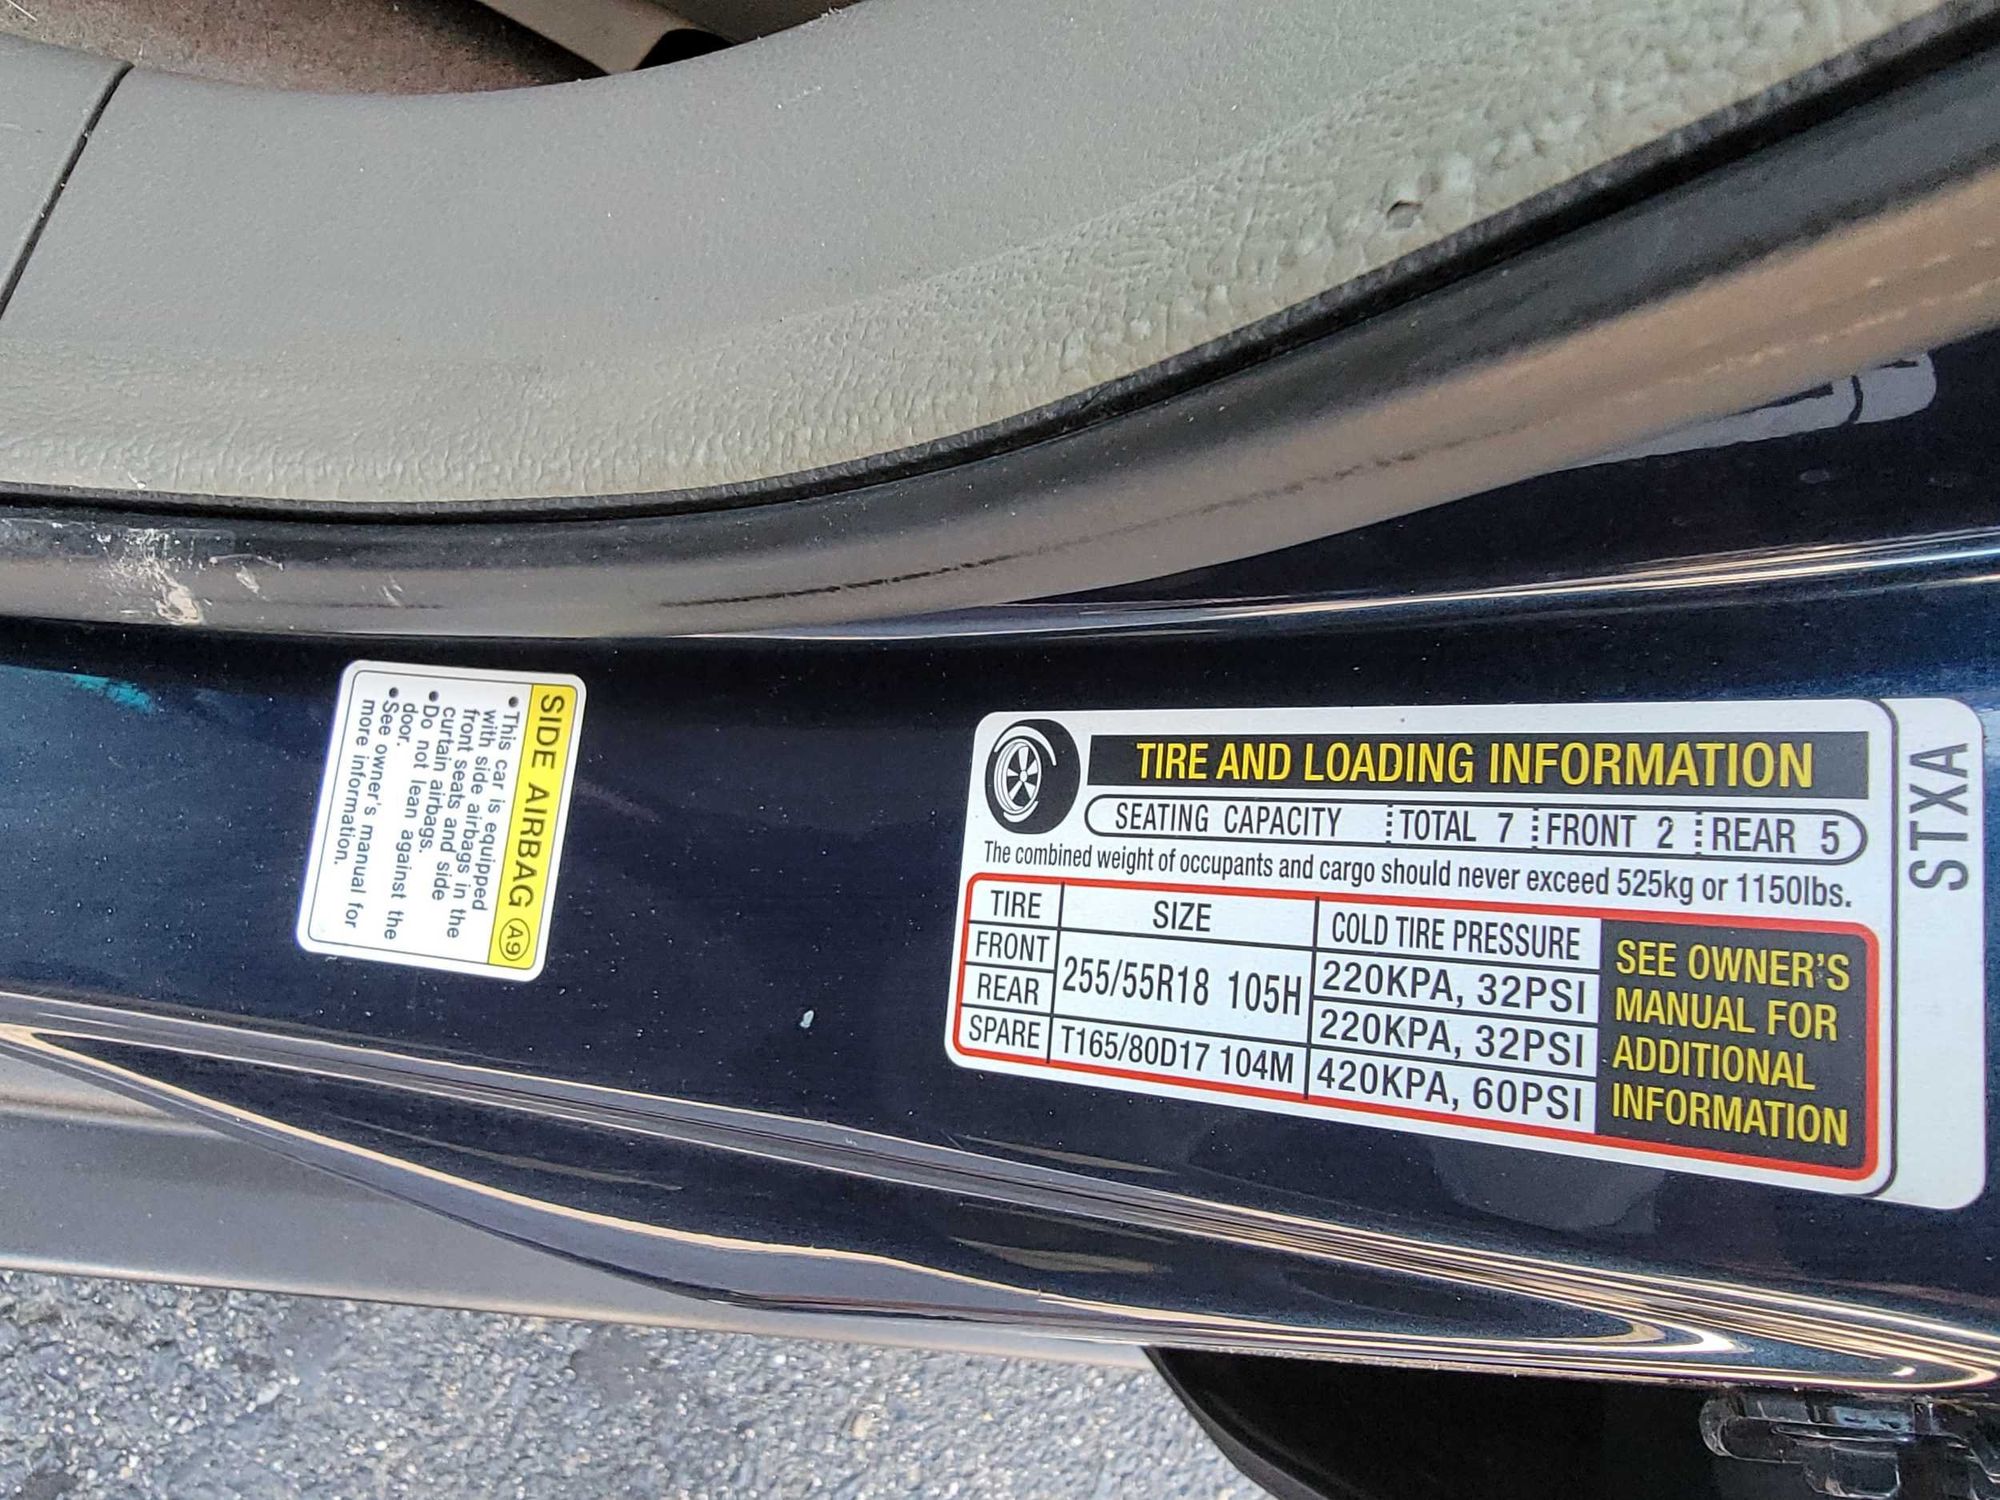 SIDE AIRBAG A9
• This car is equipped
with side airbags in the
front seats and side
curtain airbags.
• Do not lean against the
door.
• See owner's manual for
more information.
TIRE AND LOADING INFORMATION
SEATING CAPACITY TOTAL 7 FRONT 2 REAR 5
The combined weight of occupants and cargo should never exceed 525kg or 1150lbs.
TIRE SIZE COLD TIRE PRESSURE
FRONT 255/55R18 105H 220KPA, 32PSI
REAR 220KPA, 32PSI
SPARE T165/80D17 104M 420KPA, 60PSI
SEE OWNER'S
MANUAL FOR
ADDITIONAL
INFORMATION
STXA